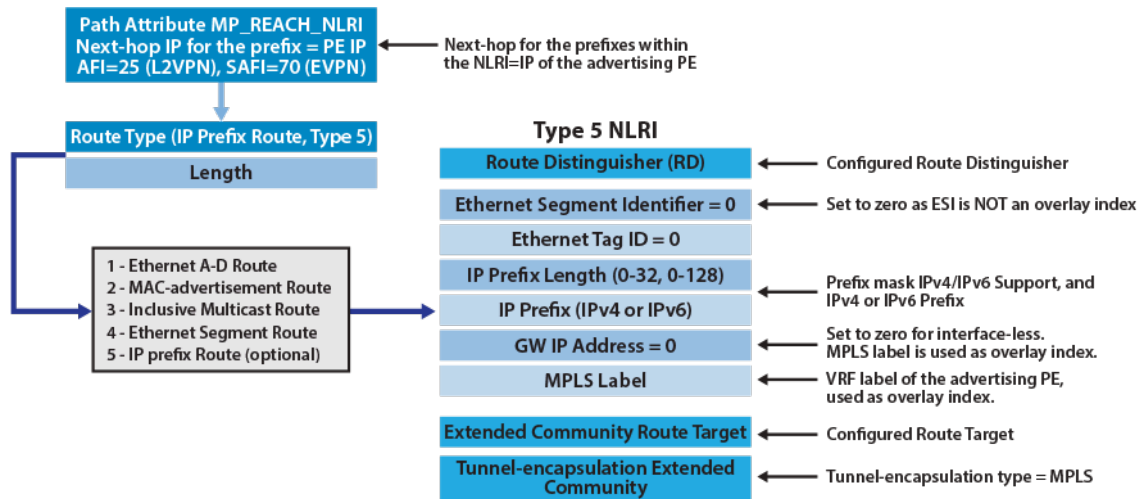 Path Attribute MP_REACH_NLRI
Next-hop IP for the prefix = PE IP
AFI=25 (L2VPN), SAFI=70 (EVPN)
Next-hop for the prefixes within
the NLRI=IP of the advertising PE
Route Type (IP Prefix Route, Type 5)
Length
1 - Ethernet A-D Route
2 - MAC-advertisement Route
3 - Inclusive Multicast Route
4 - Ethernet Segment Route
5 - IP prefix Route (optional)
Type 5 NLRI
Route Distinguisher (RD)
Configured Route Distinguisher
Ethernet Segment Identifier = 0
Set to zero as ESI is NOT an overlay index
Ethernet Tag ID = 0
IP Prefix Length (0-32, 0-128)
IP Prefix (IPv4 or IPv6)
Prefix mask IPv4/IPv6 Support, and
IPv4 or IPv6 Prefix
GW IP Address = 0
Set to zero for interface-less.
MPLS label is used as overlay index.
MPLS Label
VRF label of the advertising PE,
used as overlay index.
Extended Community Route Target
Configured Route Target
Tunnel-encapsulation Extended
Community
Tunnel-encapsulation type = MPLS